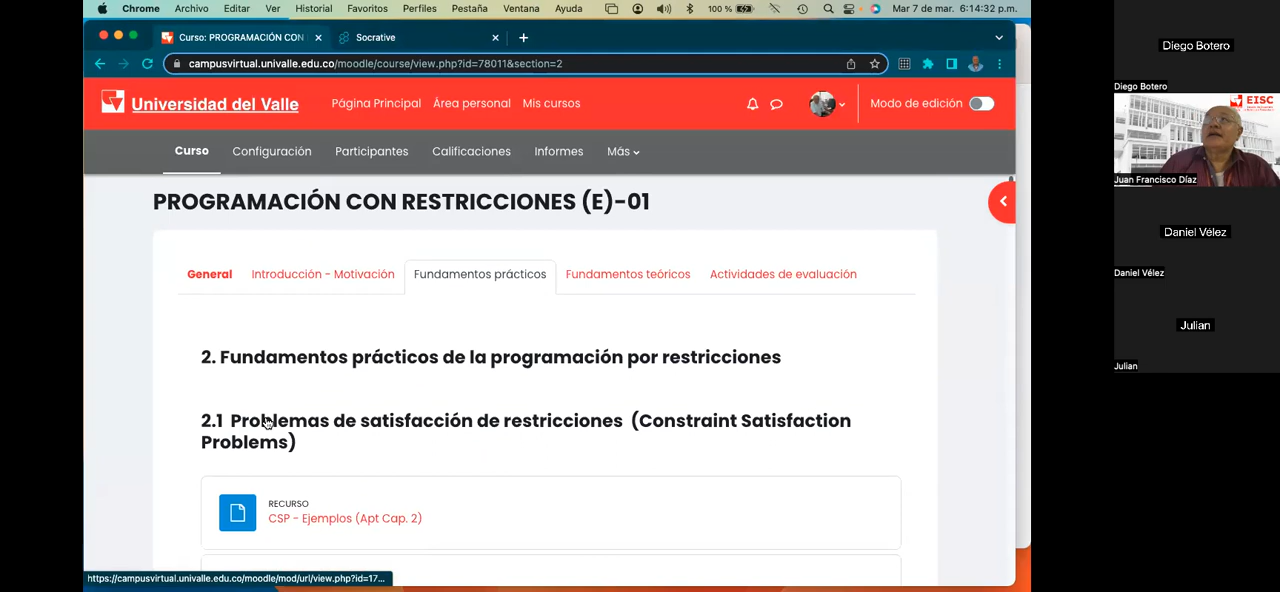 Chrome Archivo Editar Ver Historial Favoritos Perfiles Pestaña Ventana Ayuda 100 % Mar 7 de mar. 6:14:32 p.m.
Curso: PROGRAMACIÓN CON Socrative
campusvirtual.univalle.edu.co/moodle/course/view.php?id=78011&section=2
Universidad del Valle Página Principal Área personal Mis cursos Modo de edición
Curso Configuración Participantes Calificaciones Informes Más
PROGRAMACIÓN CON RESTRICCIONES (E)-01
General Introducción - Motivación Fundamentos prácticos Fundamentos teóricos Actividades de evaluación
2. Fundamentos prácticos de la programación por restricciones
2.1 Problemas de satisfacción de restricciones (Constraint Satisfaction
Problems)
RECURSO
CSP - Ejemplos (Apt Cap. 2)
https://campusvirtual.univalle.edu.co/moodle/mod/url/view.php?id=17...
Diego Botero
Diego Botero
EISC
Juan Francisco Díaz
Daniel Vélez
Daniel Vélez
Julian
Julian